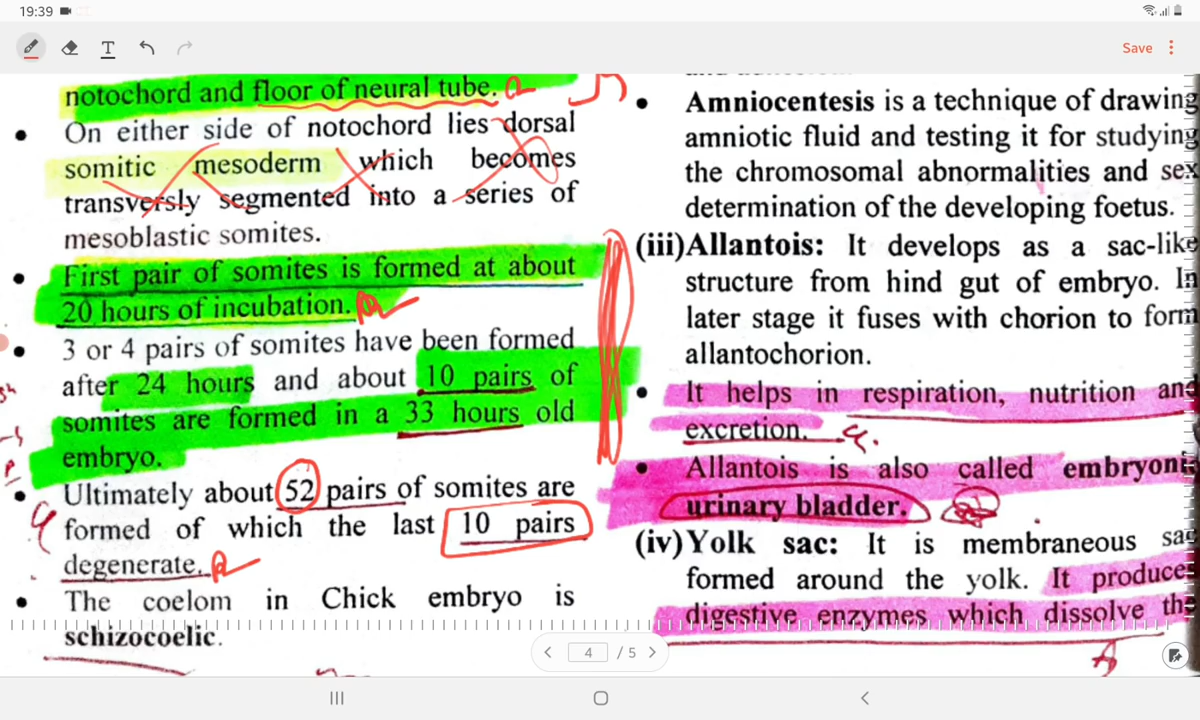 19:39
T
Save
notochord and floor of neural tube.
• On either side of notochord lies dorsal
somitic mesoderm which becomes
transversly segmented into a series of
mesoblastic somites.
• First pair of somites is formed at about
20 hours of incubation.
• 3 or 4 pairs of somites have been formed
after 24 hours and about 10 pairs of
somites are formed in a 33 hours old
embryo.
• Ultimately about 52 pairs of somites are
formed of which the last 10 pairs
degenerate.
• The coelom in Chick embryo is
schizocoelic.
• Amniocentesis is a technique of drawing
amniotic fluid and testing it for studying
the chromosomal abnormalities and sex
determination of the developing foetus.
(iii) Allantois: It develops as a sac-like
structure from hind gut of embryo. In
later stage it fuses with chorion to form
allantochorion.
• It helps in respiration, nutrition and
excretion.
• Allantois is also called embryoni
urinary bladder.
(iv) Yolk sac: It is membraneous sac
formed around the yolk. It produce
digestive enzymes which dissolve the
4 / 5